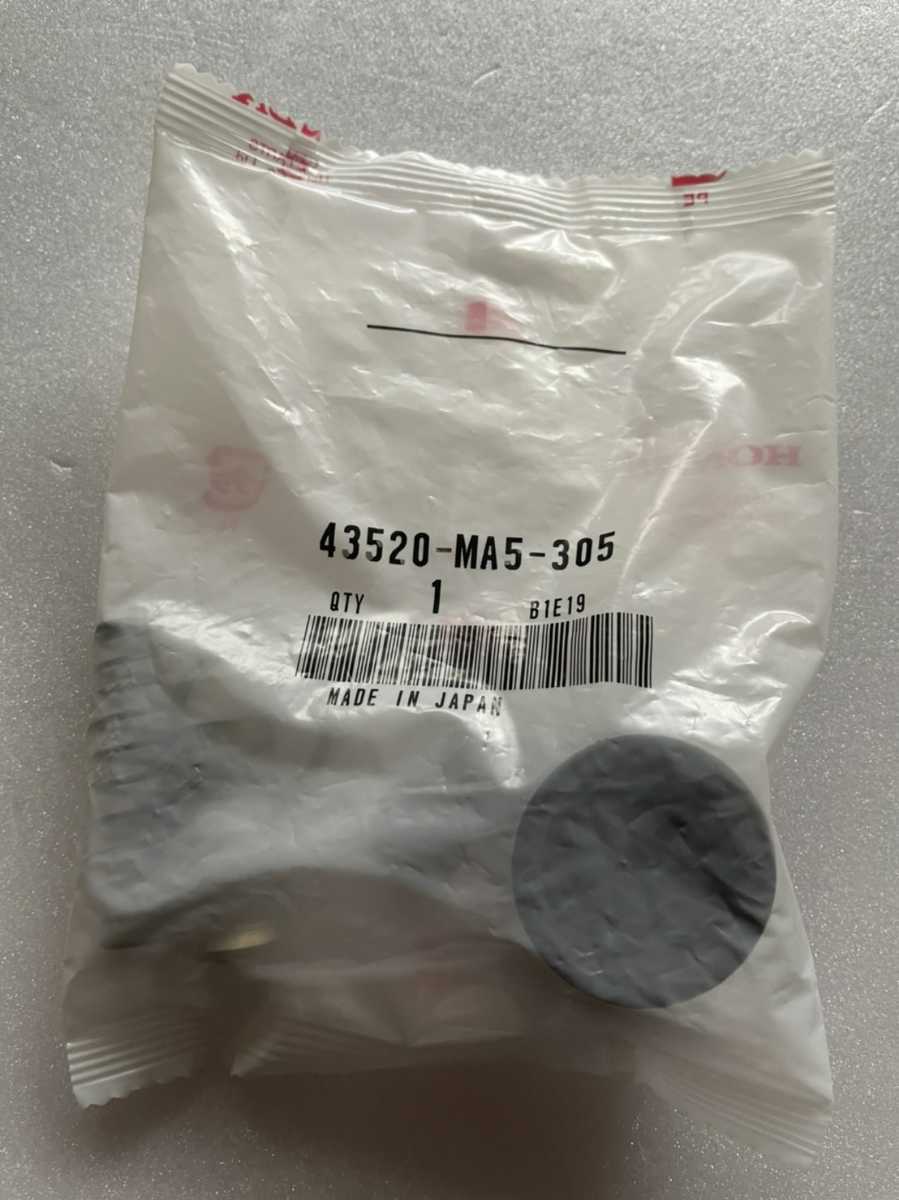 43520-MA5-305
QTY 1 B1E19
MADE IN JAPAN